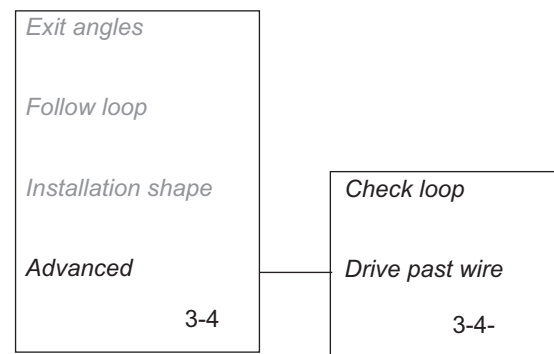 Exit angles
Follow loop
Installation shape
Advanced
3-4
Check loop
Drive past wire
3-4-